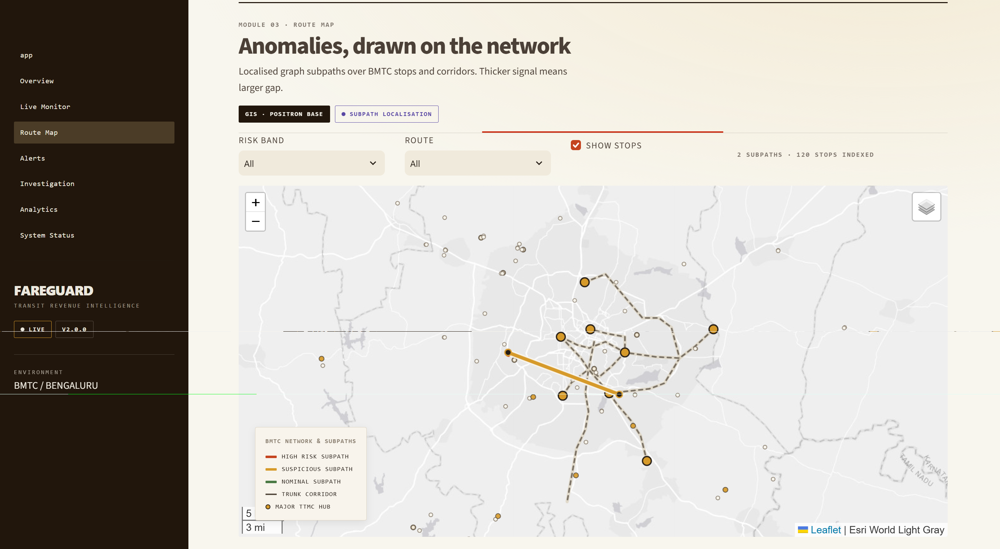 app
Overview
Live Monitor
Route Map
Alerts
Investigation
Analytics
System Status
FAREGUARD
TRANSIT REVENUE INTELLIGENCE
LIVE
V2.0.0
ENVIRONMENT
BMTC / BENGALURU
MODULE 03 · ROUTE MAP
Anomalies, drawn on the network
Localised graph subpaths over BMTC stops and corridors. Thicker signal means
larger gap.
GIS · POSITRON BASE
SUBPATH LOCALISATION
RISK BAND
All
ROUTE
All
SHOW STOPS
2 SUBPATHS · 120 STOPS INDEXED
+
−
TAMIL NADU
BMTC NETWORK & SUBPATHS
HIGH RISK SUBPATH
SUSPICIOUS SUBPATH
NOMINAL SUBPATH
TRUNK CORRIDOR
MAJOR TTMC HUB
5
3 mi
Leaflet | Esri World Light Gray